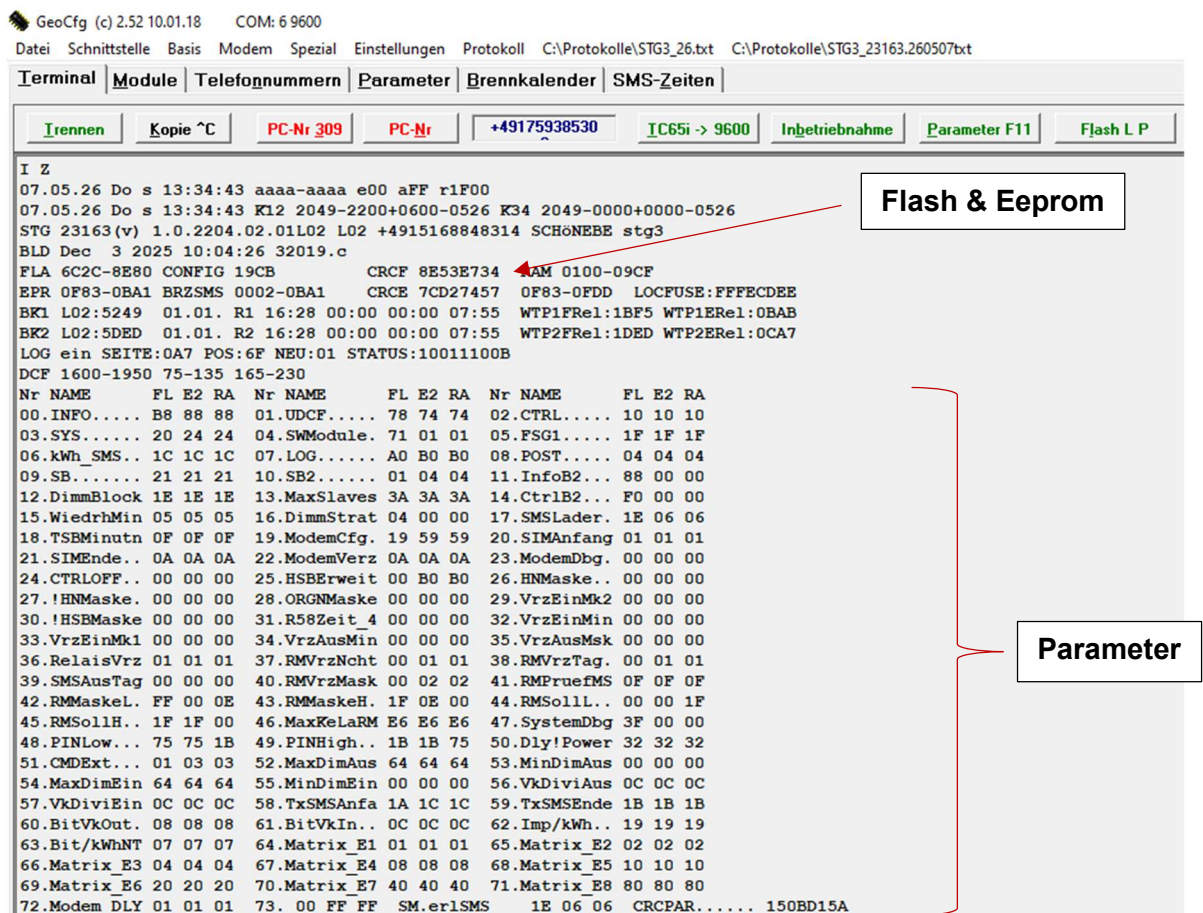 GeoCfg (c) 2.52 10.01.18 COM: 6 9600
Datei Schnittstelle Basis Modem Spezial Einstellungen Protokoll C:\Protokolle\STG3_26.txt C:\Protokolle\STG3_23163.260507txt
Terminal Module Telefonnummern Parameter Brennkalender SMS-Zeiten
Trennen Kopie ^C PC-Nr 309 PC-Nr +49175938530 TC65i -> 9600 Inbetriebnahme Parameter F11 Flash L P
I Z
07.05.26 Do s 13:34:43 aaaa-aaaa e00 aFF r1F00
07.05.26 Do s 13:34:43 K12 2049-2200+0600-0526 K34 2049-0000+0000-0526
STG 23163(v) 1.0.2204.02.01L02 L02 +4915168848314 SCHöNEBE stg3
BLD Dec 3 2025 10:04:26 32019.c
FLA 6C2C-8E80 CONFIG 19CB CRCF 8E53E734 RAM 0100-09CF
EPR 0F83-0BA1 BRZSMS 0002-0BA1 CRCE 7CD27457 0F83-0FDD LOCFUSE:FFFECDEE
BK1 L02:5249 01.01. R1 16:28 00:00 00:00 07:55 WTP1FRel:1BF5 WTP1ERel:0BAB
BK2 L02:5DED 01.01. R2 16:28 00:00 00:00 07:55 WTP2FRel:1DED WTP2ERel:0CA7
LOG ein SEITE:0A7 POS:6F NEU:01 STATUS:10011100B
DCF 1600-1950 75-135 165-230
Nr NAME FL E2 RA Nr NAME FL E2 RA Nr NAME FL E2 RA
00.INFO..... B8 88 88 01.UDCF..... 78 74 74 02.CTRL..... 10 10 10
03.SYS...... 20 24 24 04.SWModule. 71 01 01 05.FSG1..... 1F 1F 1F
06.kWh_SMS.. 1C 1C 1C 07.LOG...... A0 B0 B0 08.POST..... 04 04 04
09.SB....... 21 21 21 10.SB2...... 01 04 04 11.InfoB2... 88 00 00
12.DimmBlock 1E 1E 1E 13.MaxSlaves 3A 3A 3A 14.CtrlB2... F0 00 00
15.WiedrhMin 05 05 05 16.DimmStrat 04 00 00 17.SMSLader. 1E 06 06
18.TSBMinutn 0F 0F 0F 19.ModemCfg. 19 59 59 20.SIMAnfang 01 01 01
21.SIMEnde.. 0A 0A 0A 22.ModemVerz 0A 0A 0A 23.ModemDbg. 00 00 00
24.CTRLOFF.. 00 00 00 25.HSBErweit 00 B0 B0 26.HNMaske.. 00 00 00
27.!HNMaske. 00 00 00 28.ORGNMaske 00 00 00 29.VrzEinMk2 00 00 00
30.!HSBMaske 00 00 00 31.R58Zeit_4 00 00 00 32.VrzEinMin 00 00 00
33.VrzEinMk1 00 00 00 34.VrzAusMin 00 00 00 35.VrzAusMsk 00 00 00
36.RelaisVrz 01 01 01 37.RMVrzNcht 00 01 01 38.RMVrzTag. 00 01 01
39.SMSAusTag 00 00 00 40.RMVrzMask 00 02 02 41.RMPruefMS 0F 0F 0F
42.RMMaskeL. FF 00 0E 43.RMMaskeH. 1F 0E 00 44.RMSollL.. 00 00 1F
45.RMSollH.. 1F 1F 00 46.MaxKeLaRM E6 E6 E6 47.SystemDbg 3F 00 00
48.PINLow... 75 75 1B 49.PINHigh.. 1B 1B 75 50.Dly!Power 32 32 32
51.CMDExt... 01 03 03 52.MaxDimAus 64 64 64 53.MinDimAus 00 00 00
54.MaxDimEin 64 64 64 55.MinDimEin 00 00 00 56.VkDiviAus 0C 0C 0C
57.VkDiviEin 0C 0C 0C 58.TxSMSAnfa 1A 1C 1C 59.TxSMSEnde 1B 1B 1B
60.BitVkOut. 08 08 08 61.BitVkIn.. 0C 0C 0C 62.Imp/kWh.. 19 19 19
63.Bit/kWhNT 07 07 07 64.Matrix_E1 01 01 01 65.Matrix_E2 02 02 02
66.Matrix_E3 04 04 04 67.Matrix_E4 08 08 08 68.Matrix_E5 10 10 10
69.Matrix_E6 20 20 20 70.Matrix_E7 40 40 40 71.Matrix_E8 80 80 80
72.Modem DLY 01 01 01 73. 00 FF FF SM.erlSMS 1E 06 06 CRCPAR...... 150BD15A
Flash & Eeprom
Parameter